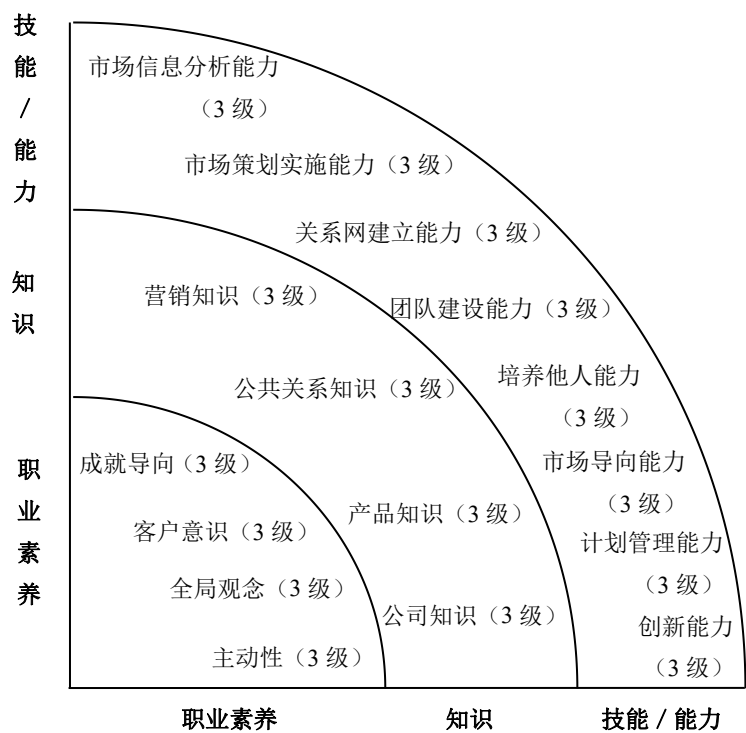 技
能
/
能
力
知
识
职
业
素
养
市场信息分析能力
（3 级）
市场策划实施能力（3 级）
关系网建立能力（3 级）
团队建设能力（3 级）
培养他人能力
（3 级）
市场导向能力
（3 级）
计划管理能力
（3 级）
创新能力
（3 级）
营销知识（3 级）
公共关系知识（3 级）
产品知识（3 级）
公司知识（3 级）
成就导向（3 级）
客户意识（3 级）
全局观念（3 级）
主动性（3 级）
职业素养
知识
技能 / 能力